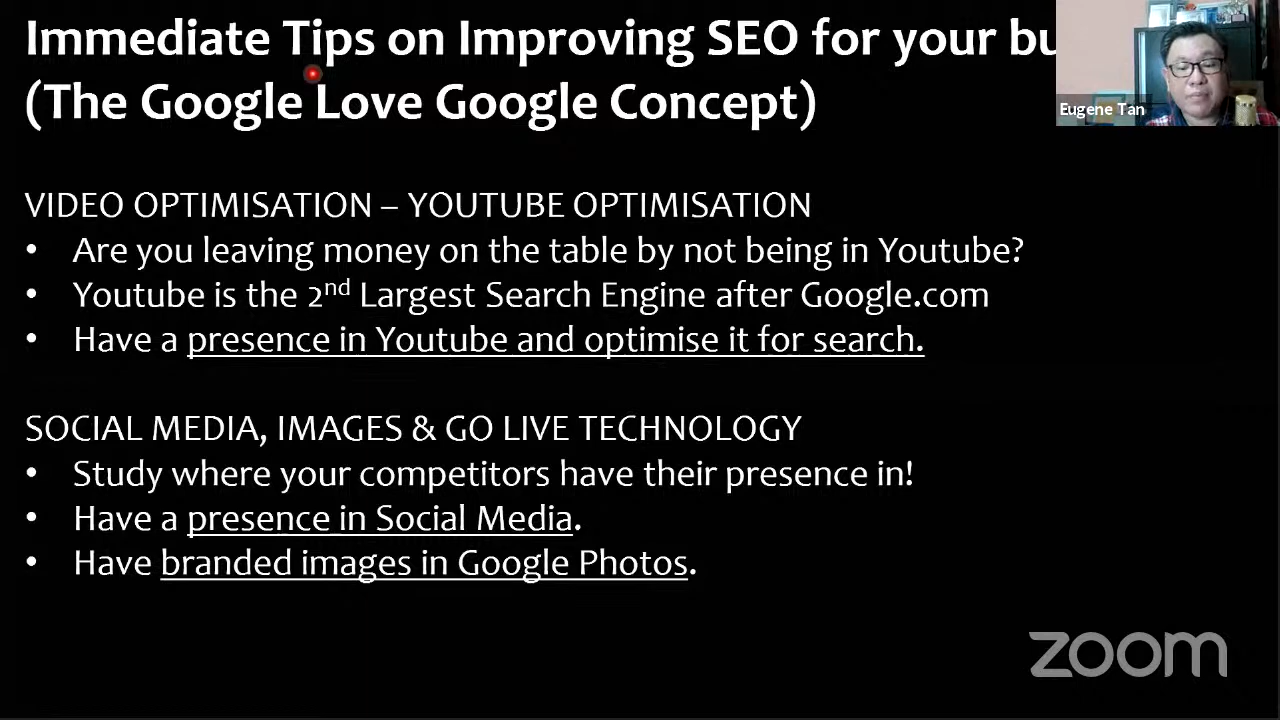 Immediate Tips on Improving SEO for your bu
(The Google Love Google Concept)
Eugene Tan
VIDEO OPTIMISATION – YOUTUBE OPTIMISATION
• Are you leaving money on the table by not being in Youtube?
• Youtube is the 2nd Largest Search Engine after Google.com
• Have a presence in Youtube and optimise it for search.
SOCIAL MEDIA, IMAGES & GO LIVE TECHNOLOGY
• Study where your competitors have their presence in!
• Have a presence in Social Media.
• Have branded images in Google Photos.
zoom